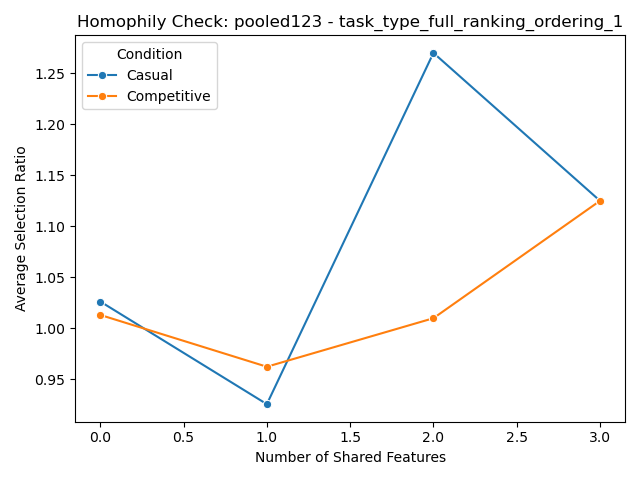 Homophily Check: pooled123 - task_type_full_ranking_ordering_1
Condition
Casual
Competitive
Average Selection Ratio
1.25
1.20
1.15
1.10
1.05
1.00
0.95
0.0 0.5 1.0 1.5 2.0 2.5 3.0
Number of Shared Features